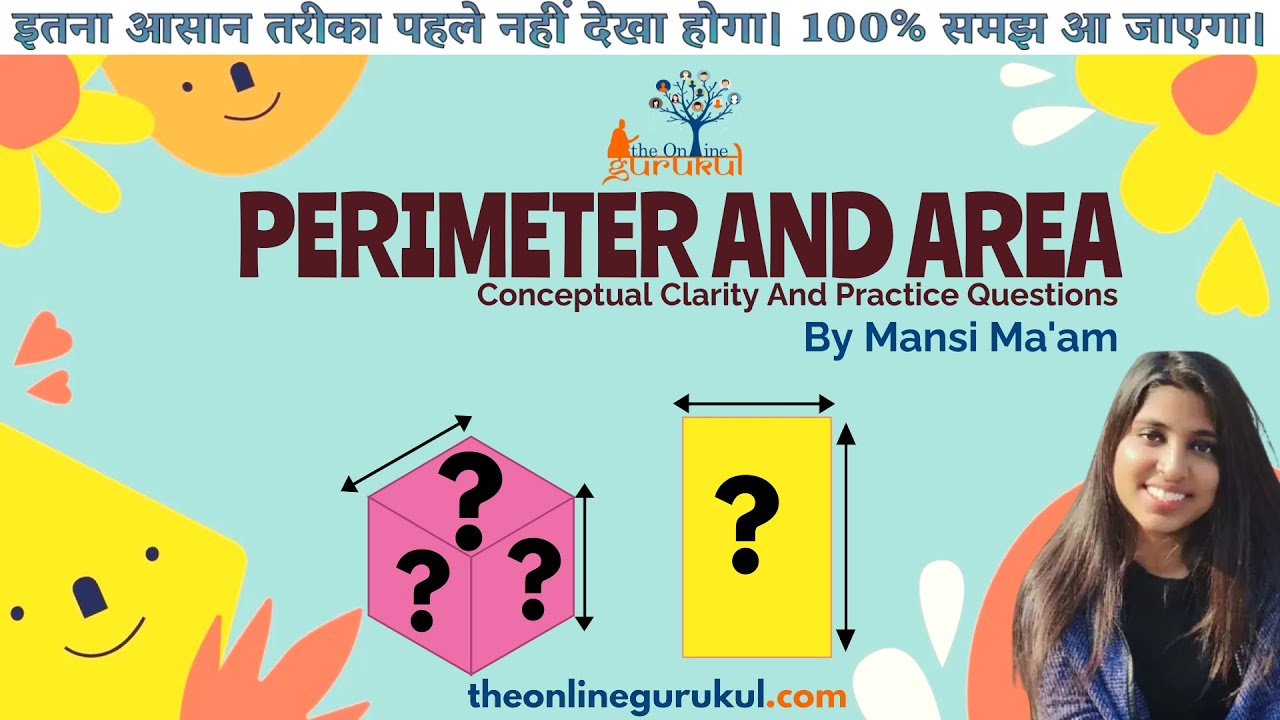 इतना आसान तरीका पहले नहीं देखा होगा। 100% समझ आ जाएगा।
the Online
gurukul
PERIMETER AND AREA
Conceptual Clarity And Practice Questions
By Mansi Ma'am
?
?
?
?
theonlinegurukul.com